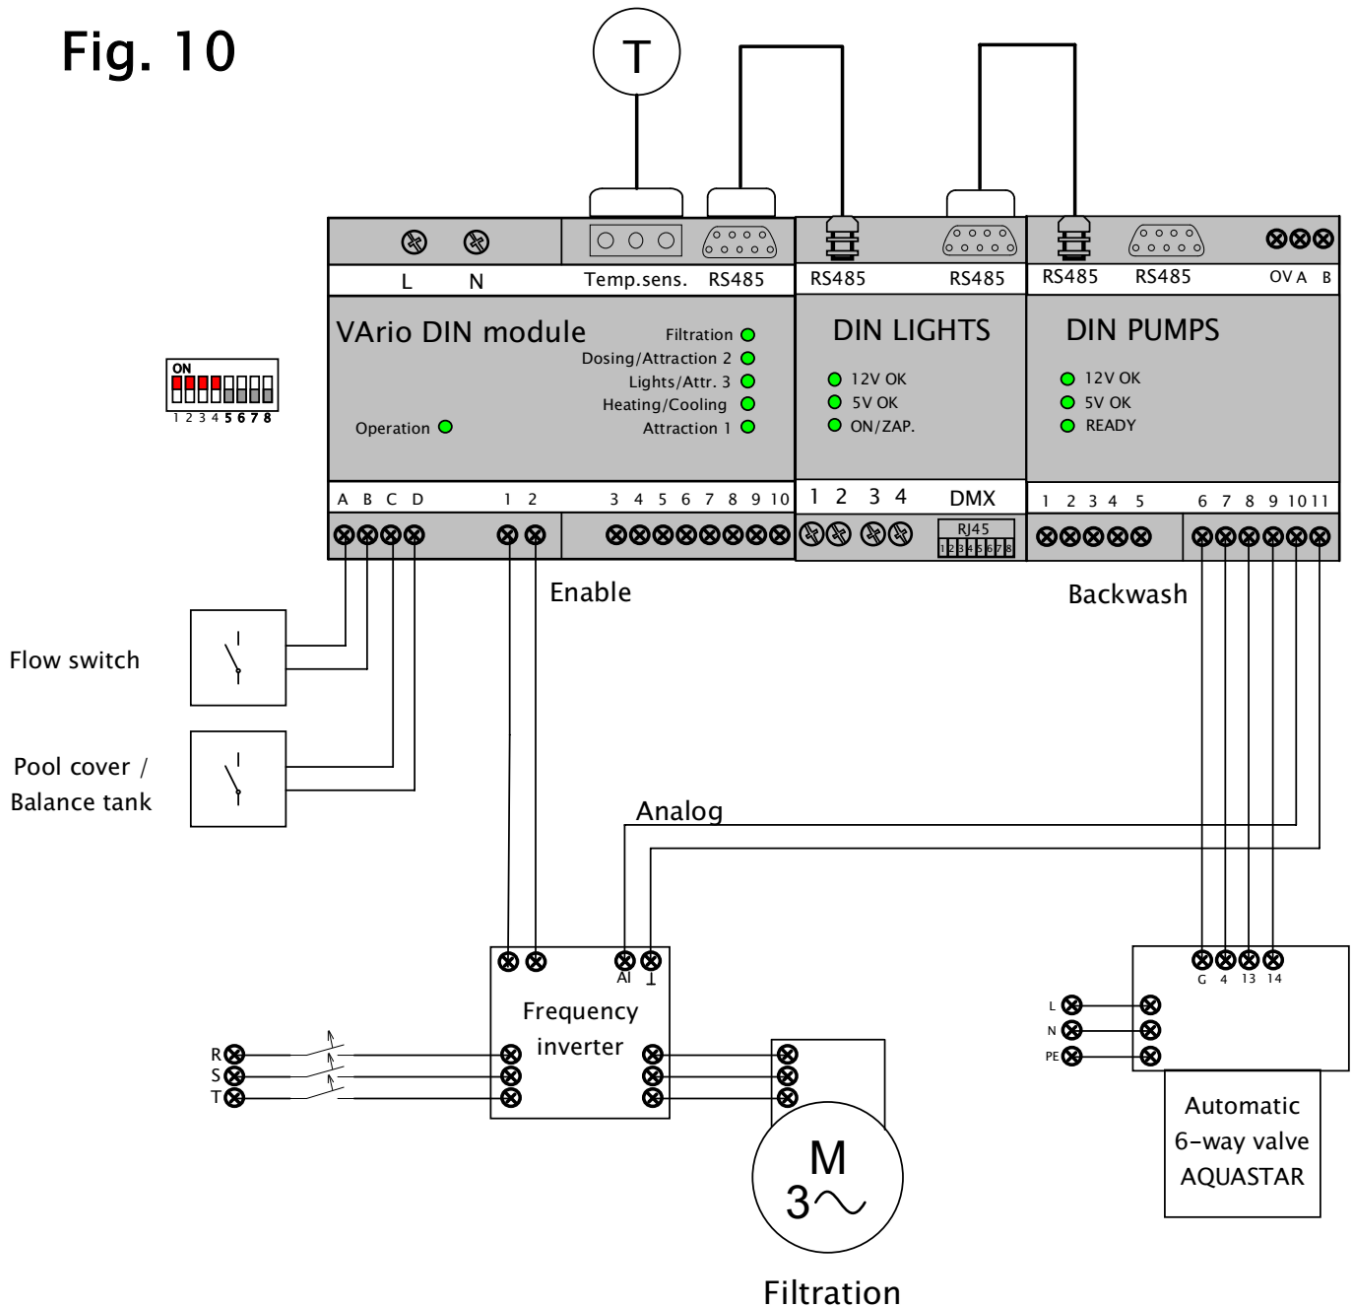 Fig. 10
T
L N Temp.sens. RS485 RS485 RS485 RS485 RS485 OV A B
VArio DIN module
Filtration
Dosing/Attraction 2
Lights/Attr. 3
Heating/Cooling
Attraction 1
Operation
DIN LIGHTS
12V OK
5V OK
ON/ZAP.
DIN PUMPS
12V OK
5V OK
READY
ON
1 2 3 4 5 6 7 8
A B C D 1 2 3 4 5 6 7 8 9 10
1 2 3 4 DMX
RJ45
1 2 3 4 5 6 7 8
1 2 3 4 5 6 7 8 9 10 11
Enable
Backwash
Flow switch
Pool cover /
Balance tank
Analog
AI
Frequency
inverter
R
S
T
M
3
Filtration
G 4 13 14
L
N
PE
Automatic
6-way valve
AQUASTAR